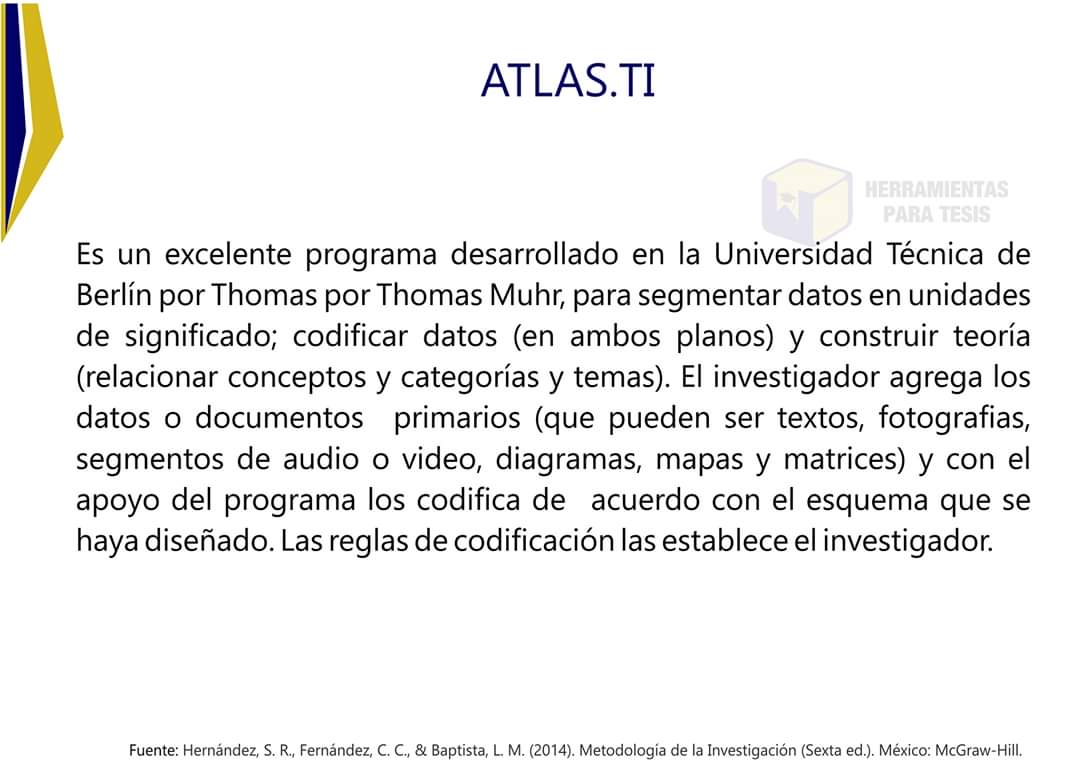 ATLAS.TI
HERRAMIENTAS
PARA TESIS
Es un excelente programa desarrollado en la Universidad Técnica de
Berlín por Thomas por Thomas Muhr, para segmentar datos en unidades
de significado; codificar datos (en ambos planos) y construir teoría
(relacionar conceptos y categorías y temas). El investigador agrega los
datos o documentos primarios (que pueden ser textos, fotografias,
segmentos de audio o video, diagramas, mapas y matrices) y con el
apoyo del programa los codifica de acuerdo con el esquema que se
haya diseñado. Las reglas de codificación las establece el investigador.
Fuente: Hernández, S. R., Fernández, C. C., & Baptista, L. M. (2014). Metodología de la Investigación (Sexta ed.). México: McGraw-Hill.